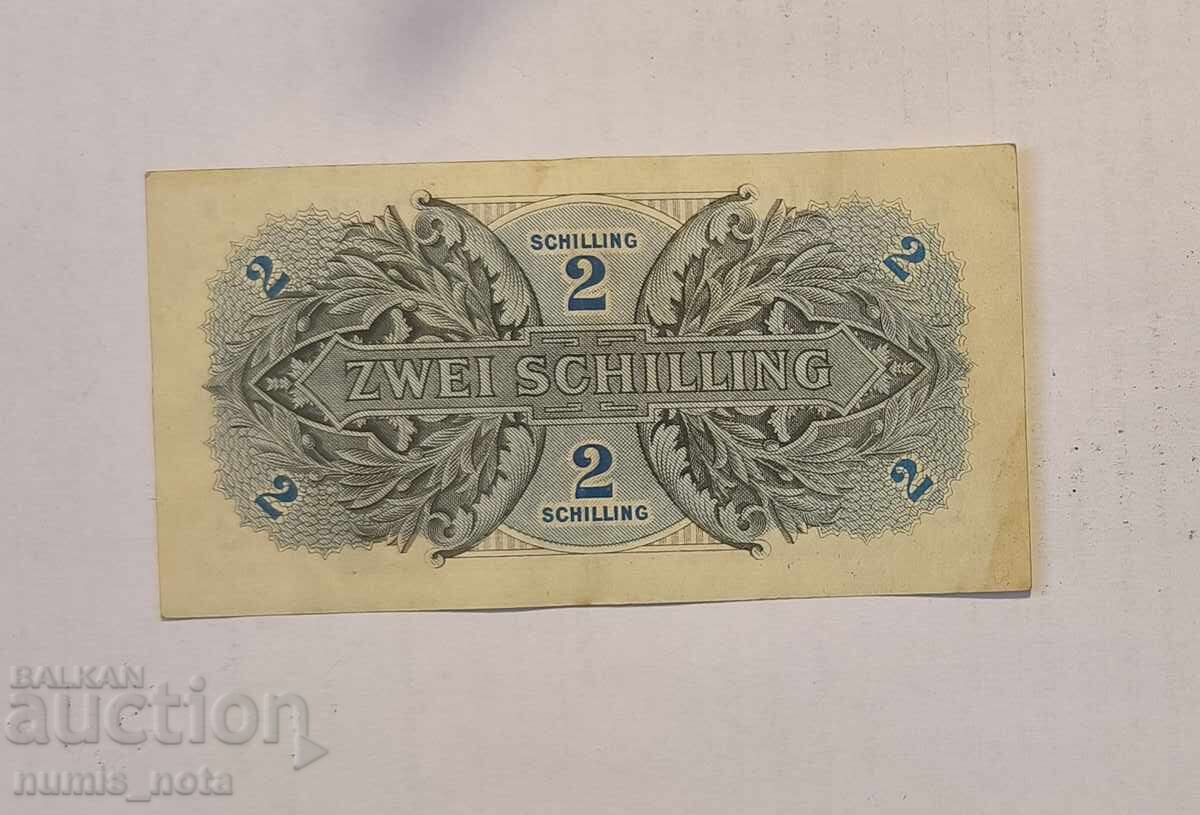 SCHILLING
2
2 2
ZWEI SCHILLING
2 2
2
SCHILLING
BALKAN
auction
numis_nota